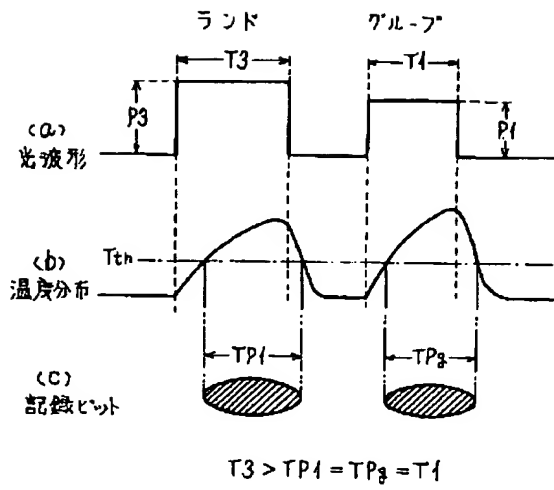 ランド グルーブ
T3 T1
P3 P1
(a)
光波形
(b)
温度分布
Tth
TP1 TPg
(c)
記録ピット
T3 > TP1 = TPg = T1